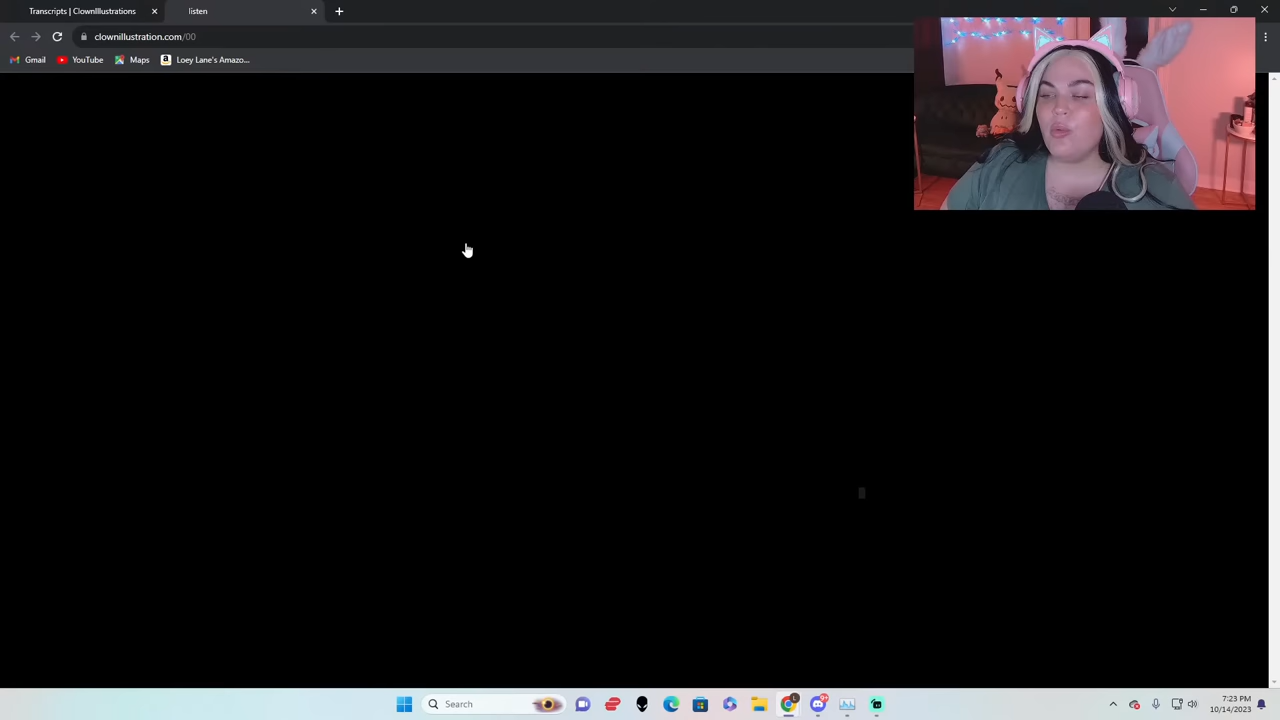 Transcripts | ClownIllustrations
listen
clownillustration.com/00
Gmail
YouTube
Maps
Loey Lane's Amazo...
L
9+
Search
7:23 PM
10/14/2023